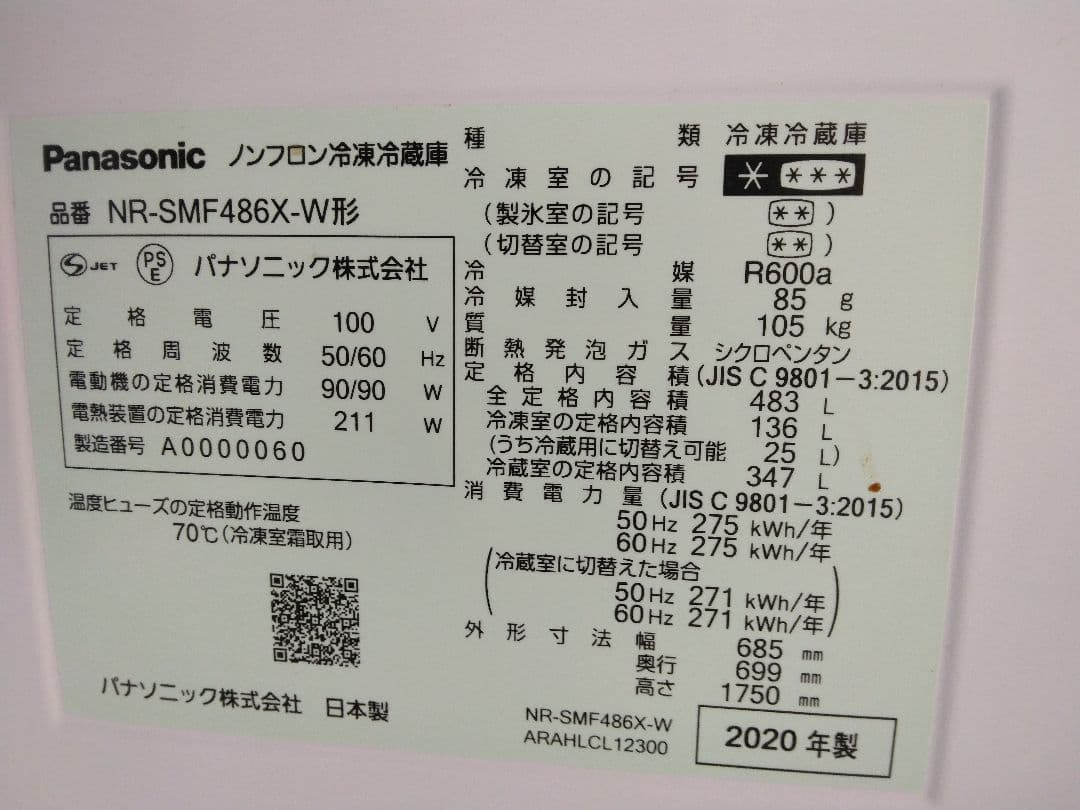 Panasonic ノンフロン冷凍冷蔵庫
品番 NR-SMF486X-W形
JET PSE パナソニック株式会社
定格電圧 100 V
定格周波数 50/60 Hz
電動機の定格消費電力 90/90 W
電熱装置の定格消費電力 211 W
製造番号 A0000060
温度ヒューズの定格動作温度
70℃(冷凍室霜取用)
パナソニック株式会社 日本製
種類 冷凍冷蔵庫
冷凍室の記号 * ***
(製氷室の記号 ** )
(切替室の記号 ** )
冷媒 R600a
冷媒封入量 85 g
質量 105 kg
断熱発泡ガス シクロペンタン
定格内容積(JIS C 9801-3:2015)
全定格内容積 483 L
冷凍室の定格内容積 136 L
(うち冷蔵用に切替え可能 25 L)
冷蔵室の定格内容積 347 L
消費電力量(JIS C 9801-3:2015)
50Hz 275 kWh/年
60Hz 275 kWh/年
(冷蔵室に切替えた場合
50Hz 271 kWh/年
60Hz 271 kWh/年)
外形寸法 幅 685 mm
奥行 699 mm
高さ 1750 mm
NR-SMF486X-W
ARAHLCL12300
2020 年製